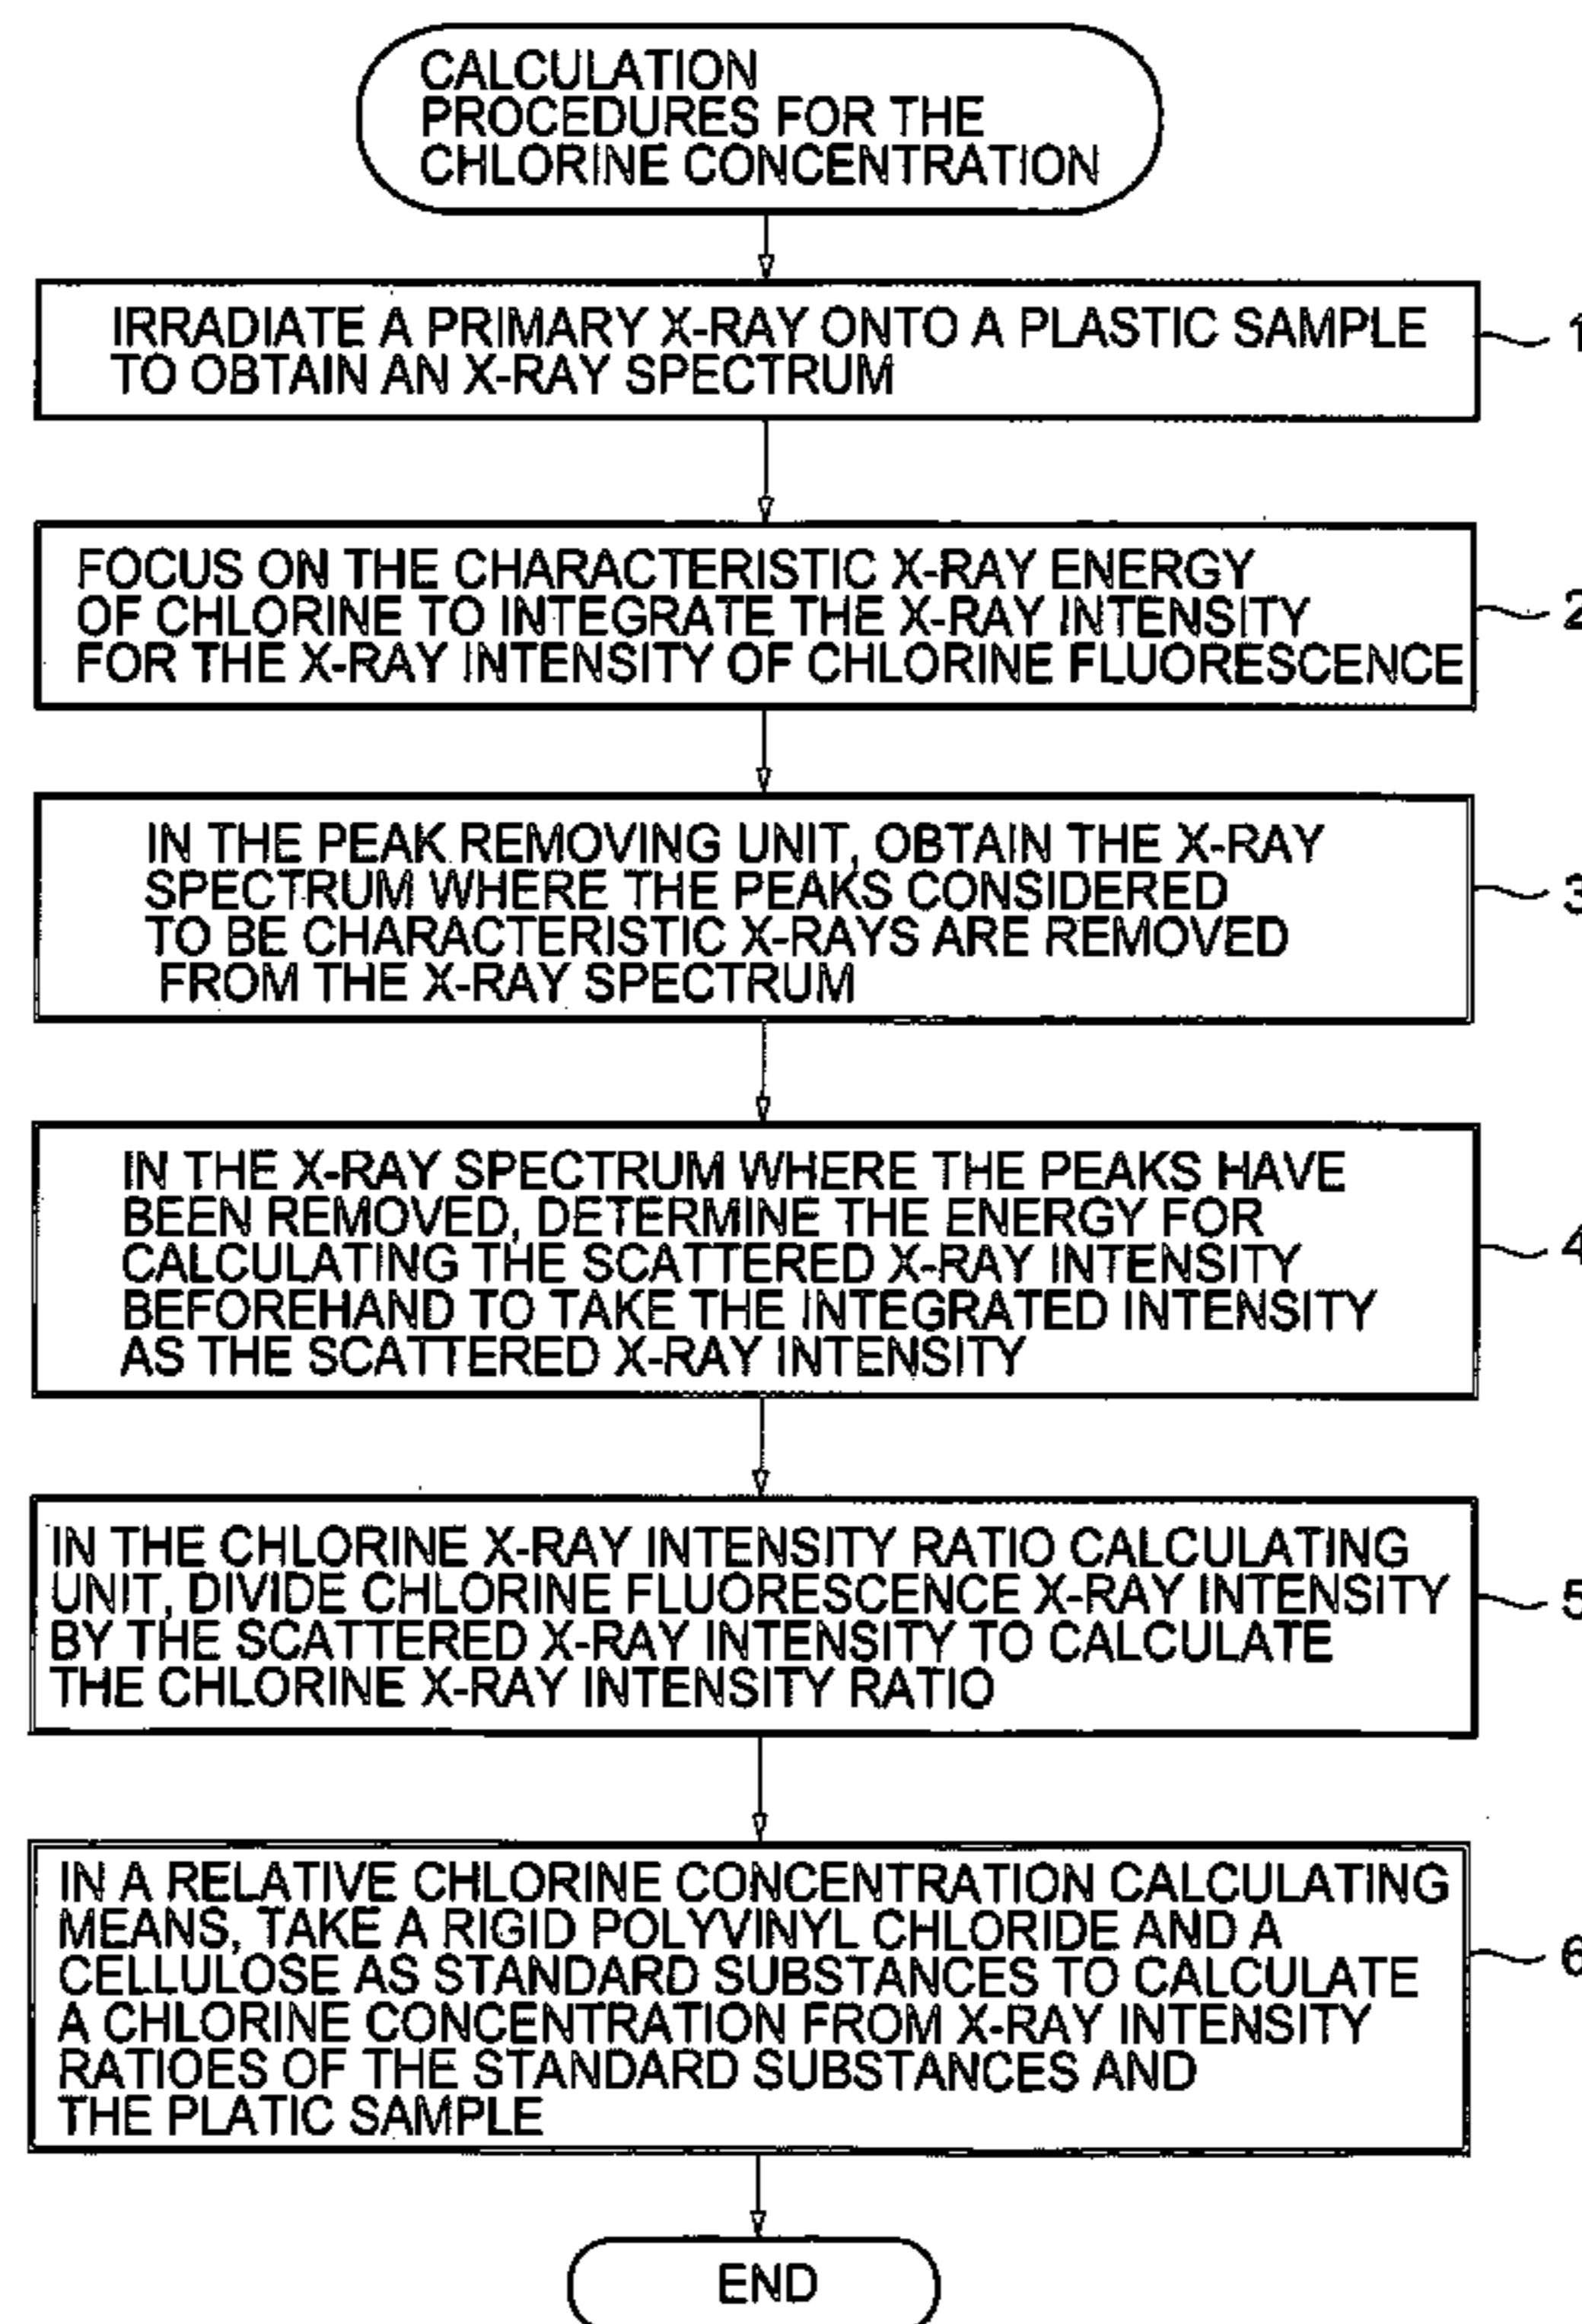 CALCULATION
PROCEDURES FOR THE
CHLORINE CONCENTRATION
IRRADIATE A PRIMARY X-RAY ONTO A PLASTIC SAMPLE
TO OBTAIN AN X-RAY SPECTRUM
1
FOCUS ON THE CHARACTERISTIC X-RAY ENERGY
OF CHLORINE TO INTEGRATE THE X-RAY INTENSITY
FOR THE X-RAY INTENSITY OF CHLORINE FLUORESCENCE
2
IN THE PEAK REMOVING UNIT, OBTAIN THE X-RAY
SPECTRUM WHERE THE PEAKS CONSIDERED
TO BE CHARACTERISTIC X-RAYS ARE REMOVED
FROM THE X-RAY SPECTRUM
3
IN THE X-RAY SPECTRUM WHERE THE PEAKS HAVE
BEEN REMOVED, DETERMINE THE ENERGY FOR
CALCULATING THE SCATTERED X-RAY INTENSITY
BEFOREHAND TO TAKE THE INTEGRATED INTENSITY
AS THE SCATTERED X-RAY INTENSITY
4
IN THE CHLORINE X-RAY INTENSITY RATIO CALCULATING
UNIT, DIVIDE CHLORINE FLUORESCENCE X-RAY INTENSITY
BY THE SCATTERED X-RAY INTENSITY TO CALCULATE
THE CHLORINE X-RAY INTENSITY RATIO
5
IN A RELATIVE CHLORINE CONCENTRATION CALCULATING
MEANS, TAKE A RIGID POLYVINYL CHLORIDE AND A
CELLULOSE AS STANDARD SUBSTANCES TO CALCULATE
A CHLORINE CONCENTRATION FROM X-RAY INTENSITY
RATIOES OF THE STANDARD SUBSTANCES AND
THE PLATIC SAMPLE
6
END